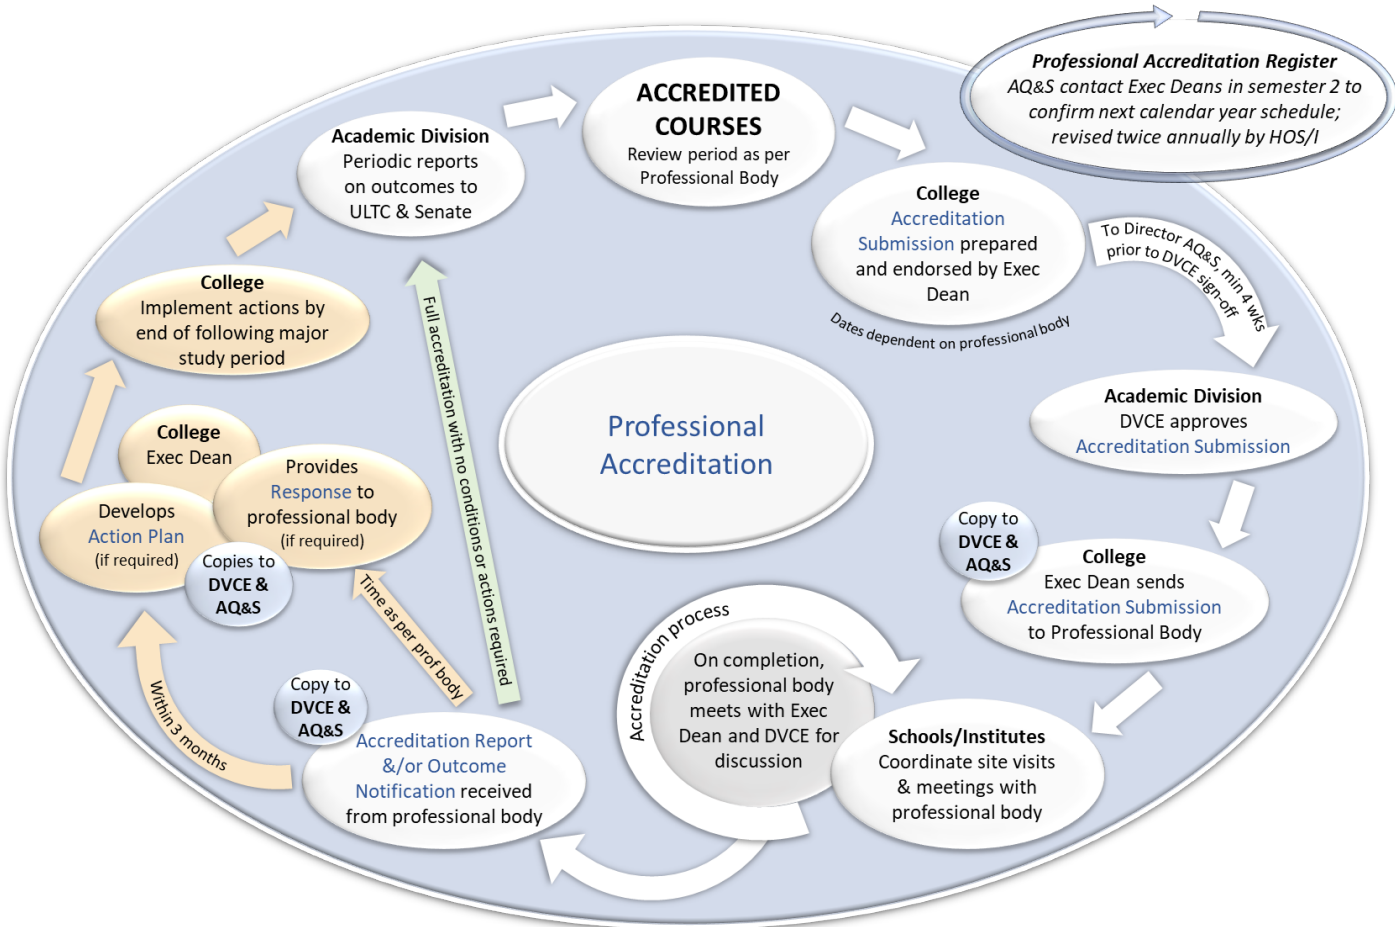 Professional Accreditation Register
AQ&S contact Exec Deans in semester 2 to
confirm next calendar year schedule;
revised twice annually by HOS/I
ACCREDITED
COURSES
Review period as per
Professional Body
College
Accreditation
Submission prepared
and endorsed by Exec
Dean
Dates dependent on professional body
To Director AQ&S, min 4 wks
prior to DVCE sign-off
Academic Division
DVCE approves
Accreditation Submission
Copy to
DVCE &
AQ&S
College
Exec Dean sends
Accreditation Submission
to Professional Body
Schools/Institutes
Coordinate site visits
& meetings with
professional body
Accreditation process
On completion,
professional body
meets with Exec
Dean and DVCE for
discussion
Copy to
DVCE &
AQ&S
Accreditation Report
&/or Outcome
Notification received
from professional body
Within 3 months
Time as per prof body
Full accreditation with no conditions or actions required
College
Exec Dean
Provides
Response to
professional body
(if required)
Develops
Action Plan
(if required)
Copies to
DVCE &
AQ&S
College
Implement actions by
end of following major
study period
Academic Division
Periodic reports
on outcomes to
ULTC & Senate
Professional
Accreditation